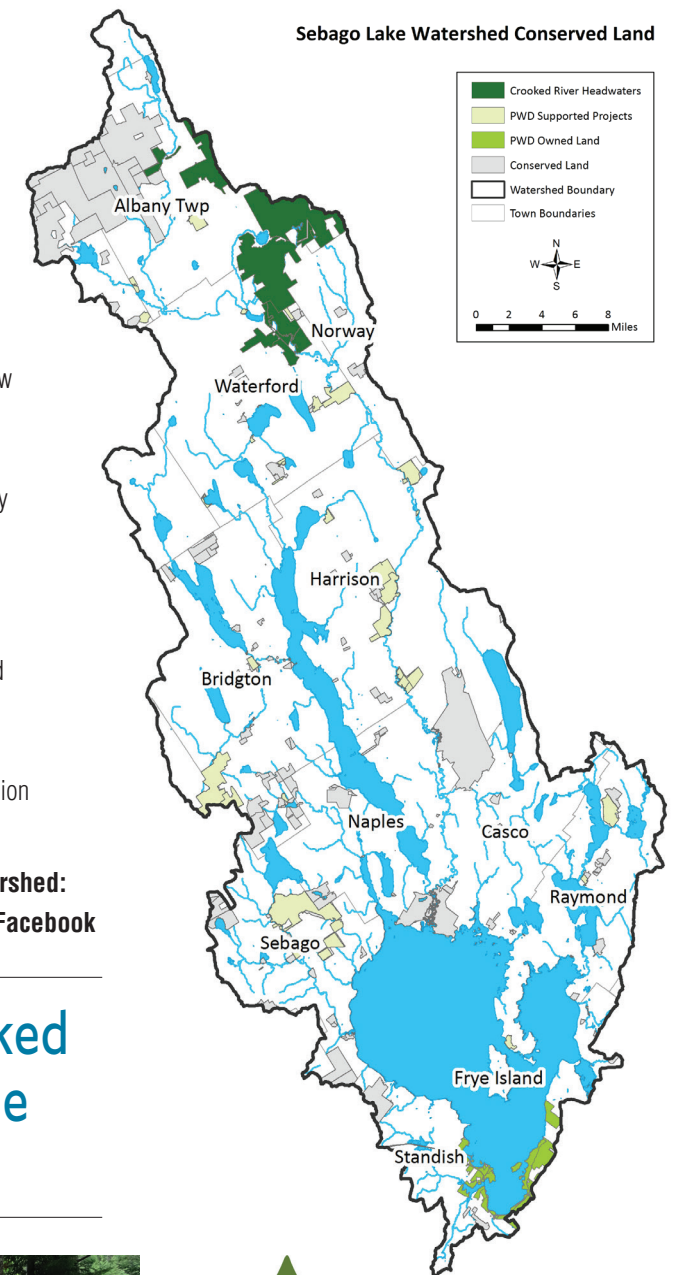 Sebago Lake Watershed Conserved Land
Crooked River Headwaters
PWD Supported Projects
PWD Owned Land
Conserved Land
Watershed Boundary
Town Boundaries
N
W E
S
0 2 4 6 8
Miles
Albany Twp
Norway
Waterford
Harrison
Bridgton
Naples
Casco
Raymond
Sebago
Frye Island
Standish
w
y
d
ion
rshed:
Facebook
ked
e